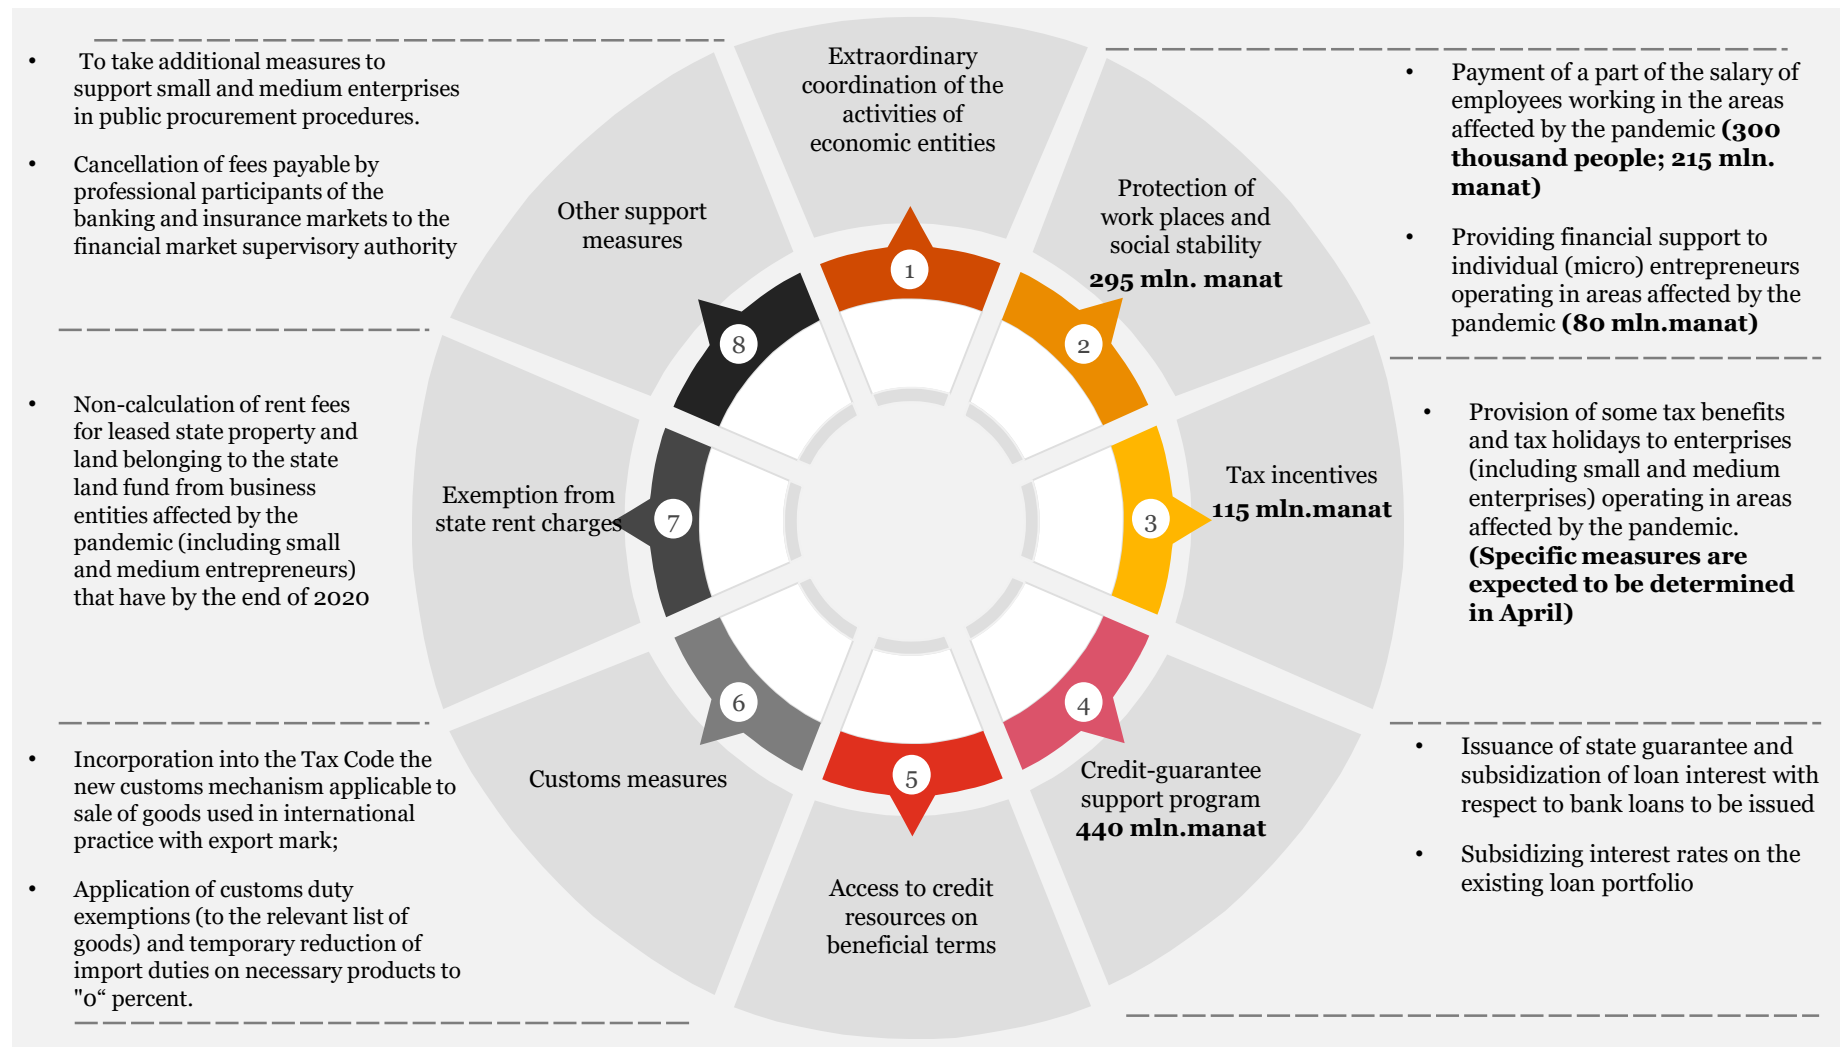 • To take additional measures to
support small and medium enterprises
in public procurement procedures.
• Cancellation of fees payable by
professional participants of the
banking and insurance markets to the
financial market supervisory authority
• Non-calculation of rent fees
for leased state property and
land belonging to the state
land fund from business
entities affected by the
pandemic (including small
and medium entrepreneurs)
that have by the end of 2020
• Incorporation into the Tax Code the
new customs mechanism applicable to
sale of goods used in international
practice with export mark;
• Application of customs duty
exemptions (to the relevant list of
goods) and temporary reduction of
import duties on necessary products to
"0“ percent.
Extraordinary
coordination of the
activities of
economic entities
1
Protection of
work places and
social stability
295 mln. manat
2
Tax incentives
115 mln.manat
3
Credit-guarantee
support program
440 mln.manat
4
Access to credit
resources on
beneficial terms
5
Customs measures
6
Exemption from
state rent charges
7
Other support
measures
8
• Payment of a part of the salary of
employees working in the areas
affected by the pandemic (300
thousand people; 215 mln.
manat)
• Providing financial support to
individual (micro) entrepreneurs
operating in areas affected by the
pandemic (80 mln.manat)
• Provision of some tax benefits
and tax holidays to enterprises
(including small and medium
enterprises) operating in areas
affected by the pandemic.
(Specific measures are
expected to be determined
in April)
• Issuance of state guarantee and
subsidization of loan interest with
respect to bank loans to be issued
• Subsidizing interest rates on the
existing loan portfolio